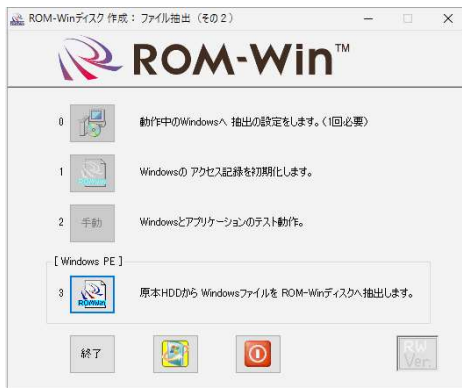 ROM-Winディスク 作成： ファイル抽出（その２）
ROM-Win™
0 動作中のWindowsへ 抽出の設定をします。（1回必要）
1 Windowsの アクセス記録を初期化します。
ROMWin
2 手動 Windowsとアプリケーションのテスト動作。
[ Windows PE ]
3 原本HDDから Windowsファイルを ROM-Winディスクへ抽出します。
ROMWin
終了
RW
Ver.